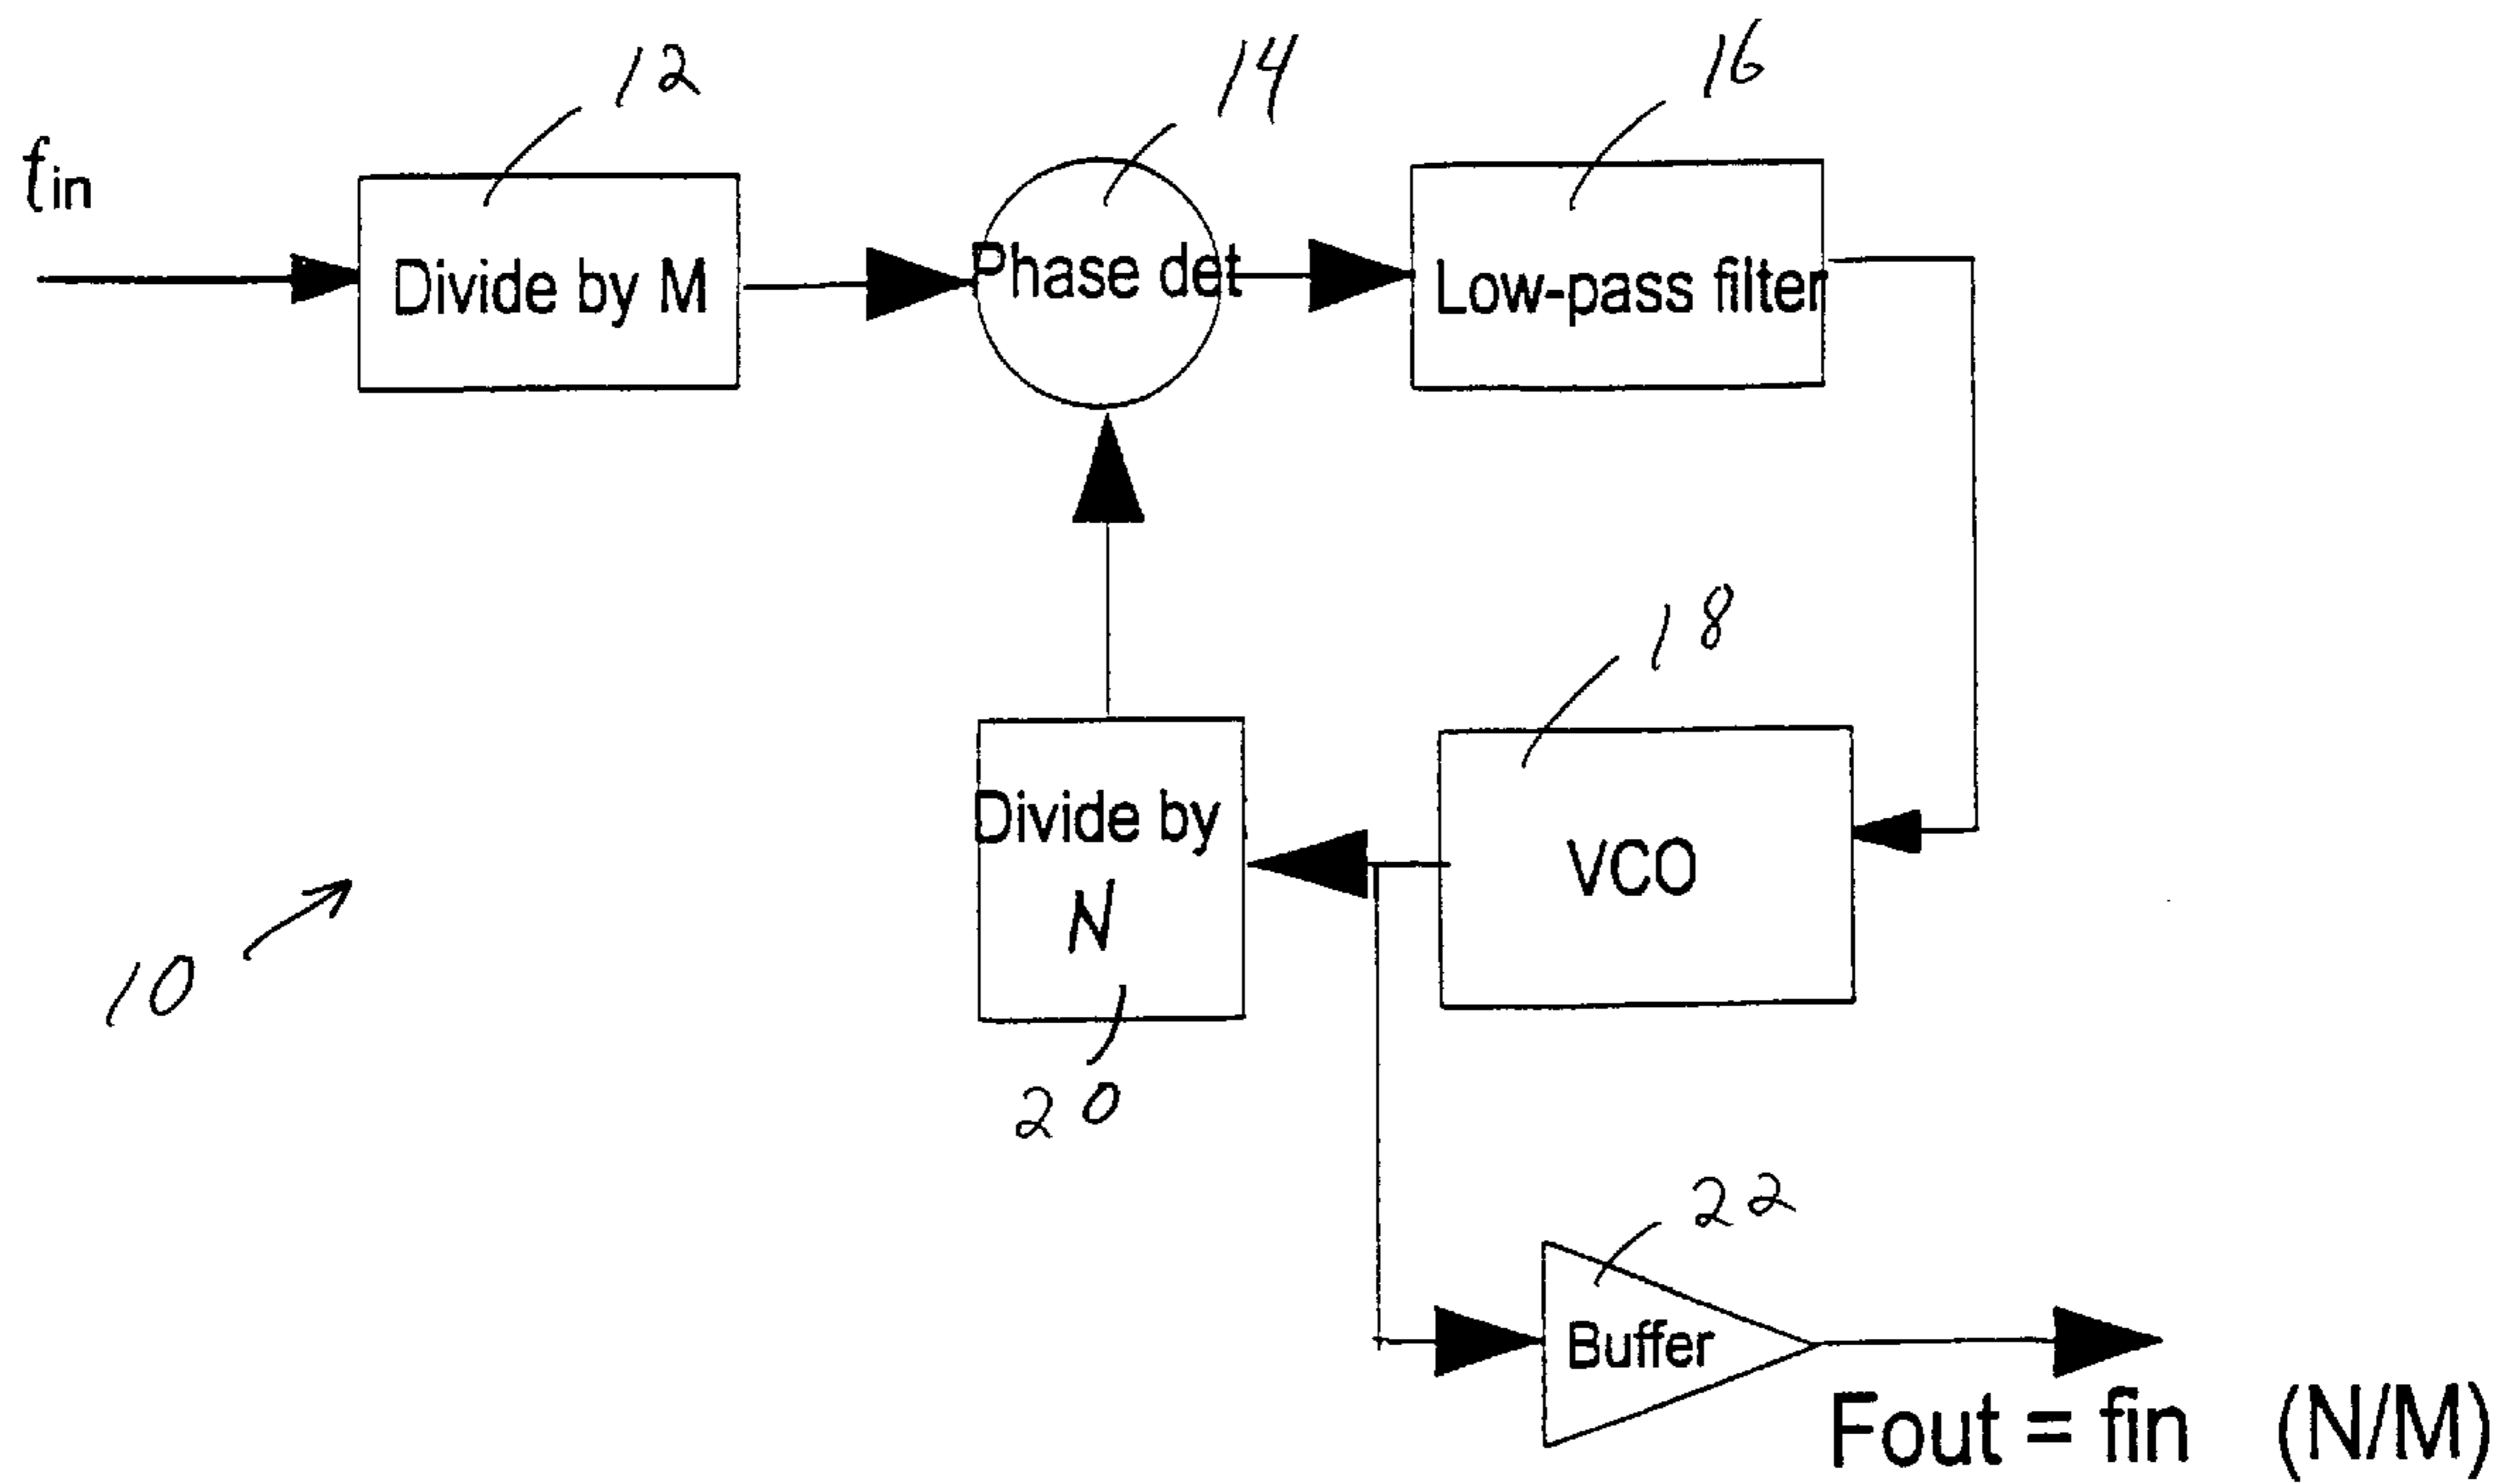 12
14
16
fin
Divide by M
Phase det
Low-pass filter
18
Divide by
N
VCO
10
20
22
Buffer
Fout = fin (N/M)